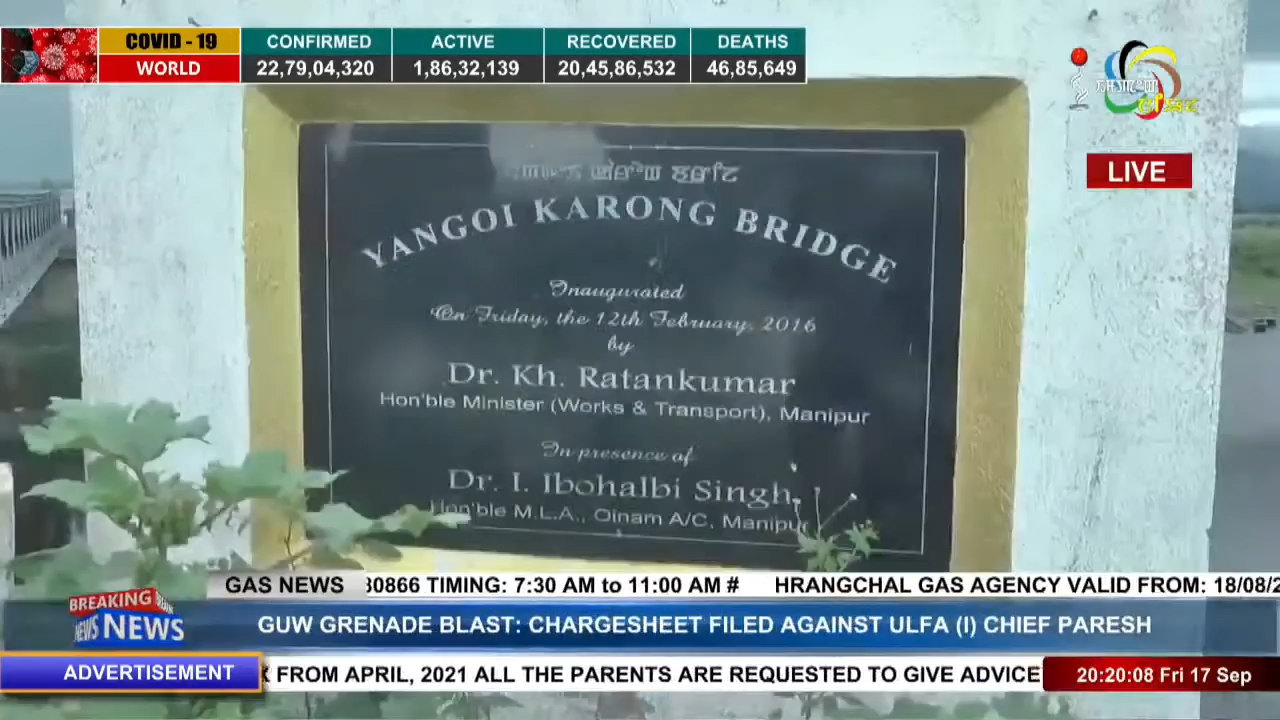 COVID - 19
WORLD
CONFIRMED
22,79,04,320
ACTIVE
1,86,32,139
RECOVERED
20,45,86,532
DEATHS
46,85,649
LIVE
YANGOI KARONG BRIDGE
Inaugurated
On Friday, the 12th February, 2016
by
Dr. Kh. Ratankumar
Hon'ble Minister (Works & Transport), Manipur
In presence of
Dr. I. Ibohalbi Singh,
Hon'ble M.L.A., Oinam A/C, Manipur
GAS NEWS
30866 TIMING: 7:30 AM to 11:00 AM # HRANGCHAL GAS AGENCY VALID FROM: 18/08/2
BREAKING NEWS
NEWS
GUW GRENADE BLAST: CHARGESHEET FILED AGAINST ULFA (I) CHIEF PARESH
ADVERTISEMENT
FROM APRIL, 2021 ALL THE PARENTS ARE REQUESTED TO GIVE ADVICE
20:20:08 Fri 17 Sep